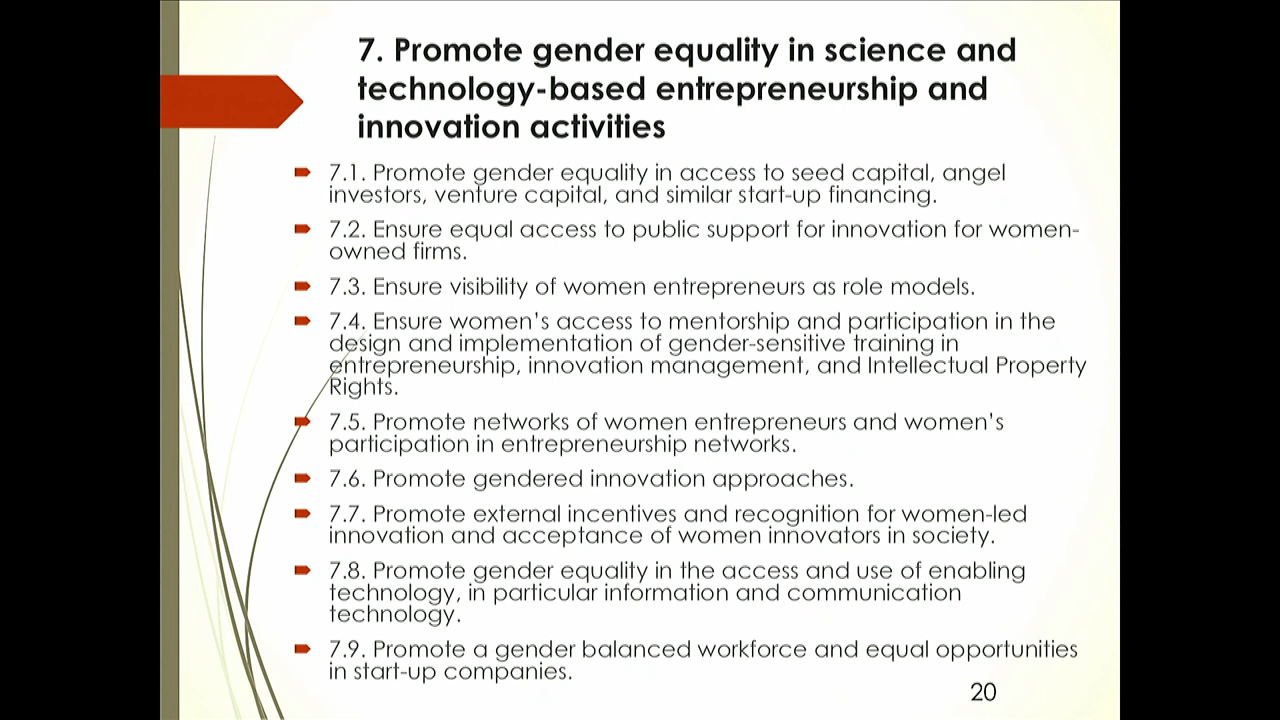 7. Promote gender equality in science and
technology-based entrepreneurship and
innovation activities
7.1. Promote gender equality in access to seed capital, angel
investors, venture capital, and similar start-up financing.
7.2. Ensure equal access to public support for innovation for women-
owned firms.
7.3. Ensure visibility of women entrepreneurs as role models.
7.4. Ensure women's access to mentorship and participation in the
design and implementation of gender-sensitive training in
entrepreneurship, innovation management, and Intellectual Property
Rights.
7.5. Promote networks of women entrepreneurs and women's
participation in entrepreneurship networks.
7.6. Promote gendered innovation approaches.
7.7. Promote external incentives and recognition for women-led
innovation and acceptance of women innovators in society.
7.8. Promote gender equality in the access and use of enabling
technology, in particular information and communication
technology.
7.9. Promote a gender balanced workforce and equal opportunities
in start-up companies.
20